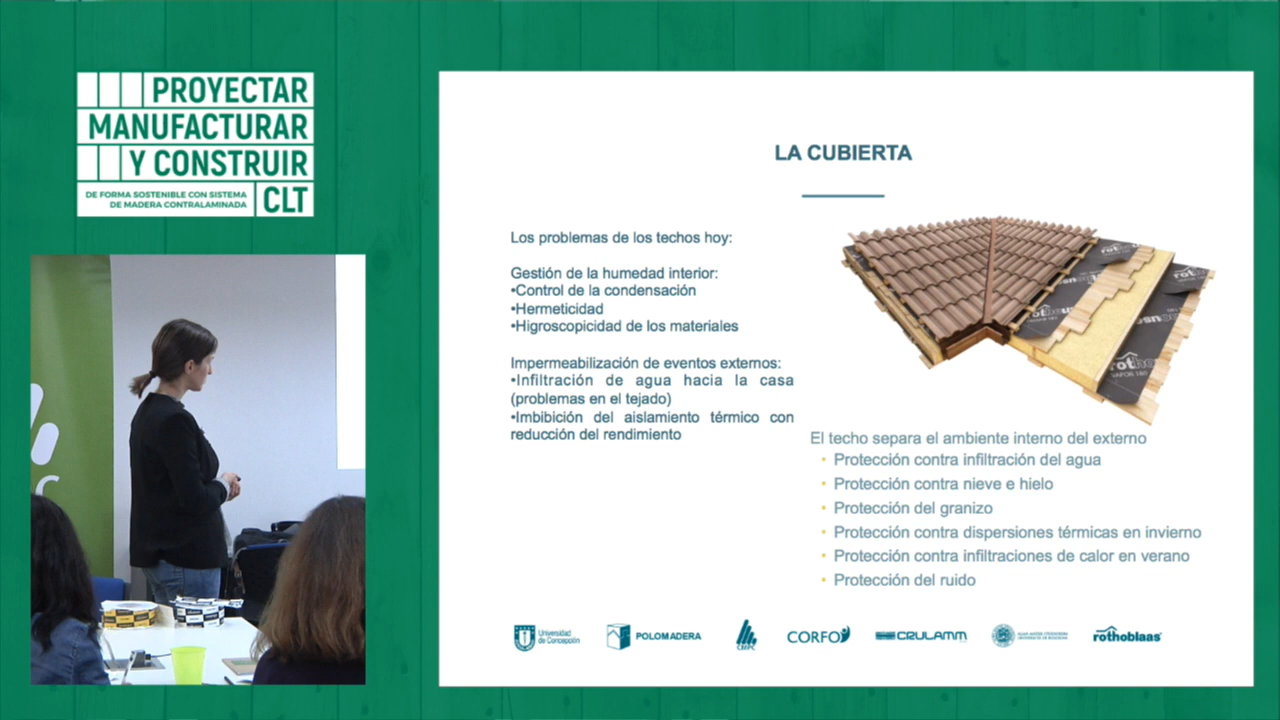 PROYECTAR
MANUFACTURAR
Y CONSTRUIR
DE FORMA SOSTENIBLE CON SISTEMA
DE MADERA CONTRALAMINADA
CLT
LA CUBIERTA
Los problemas de los techos hoy:
Gestión de la humedad interior:
•Control de la condensación
•Hermeticidad
•Higroscopicidad de los materiales
Impermeabilización de eventos externos:
•Infiltración de agua hacia la casa
(problemas en el tejado)
•Imbibición del aislamiento térmico con
reducción del rendimiento
El techo separa el ambiente interno del externo
• Protección contra infiltración del agua
• Protección contra nieve e hielo
• Protección del granizo
• Protección contra dispersiones térmicas en invierno
• Protección contra infiltraciones de calor en verano
• Protección del ruido
Universidad
de Concepción
POLOMADERA
CMPC
CORFO
CRULAMM
rothoblaas